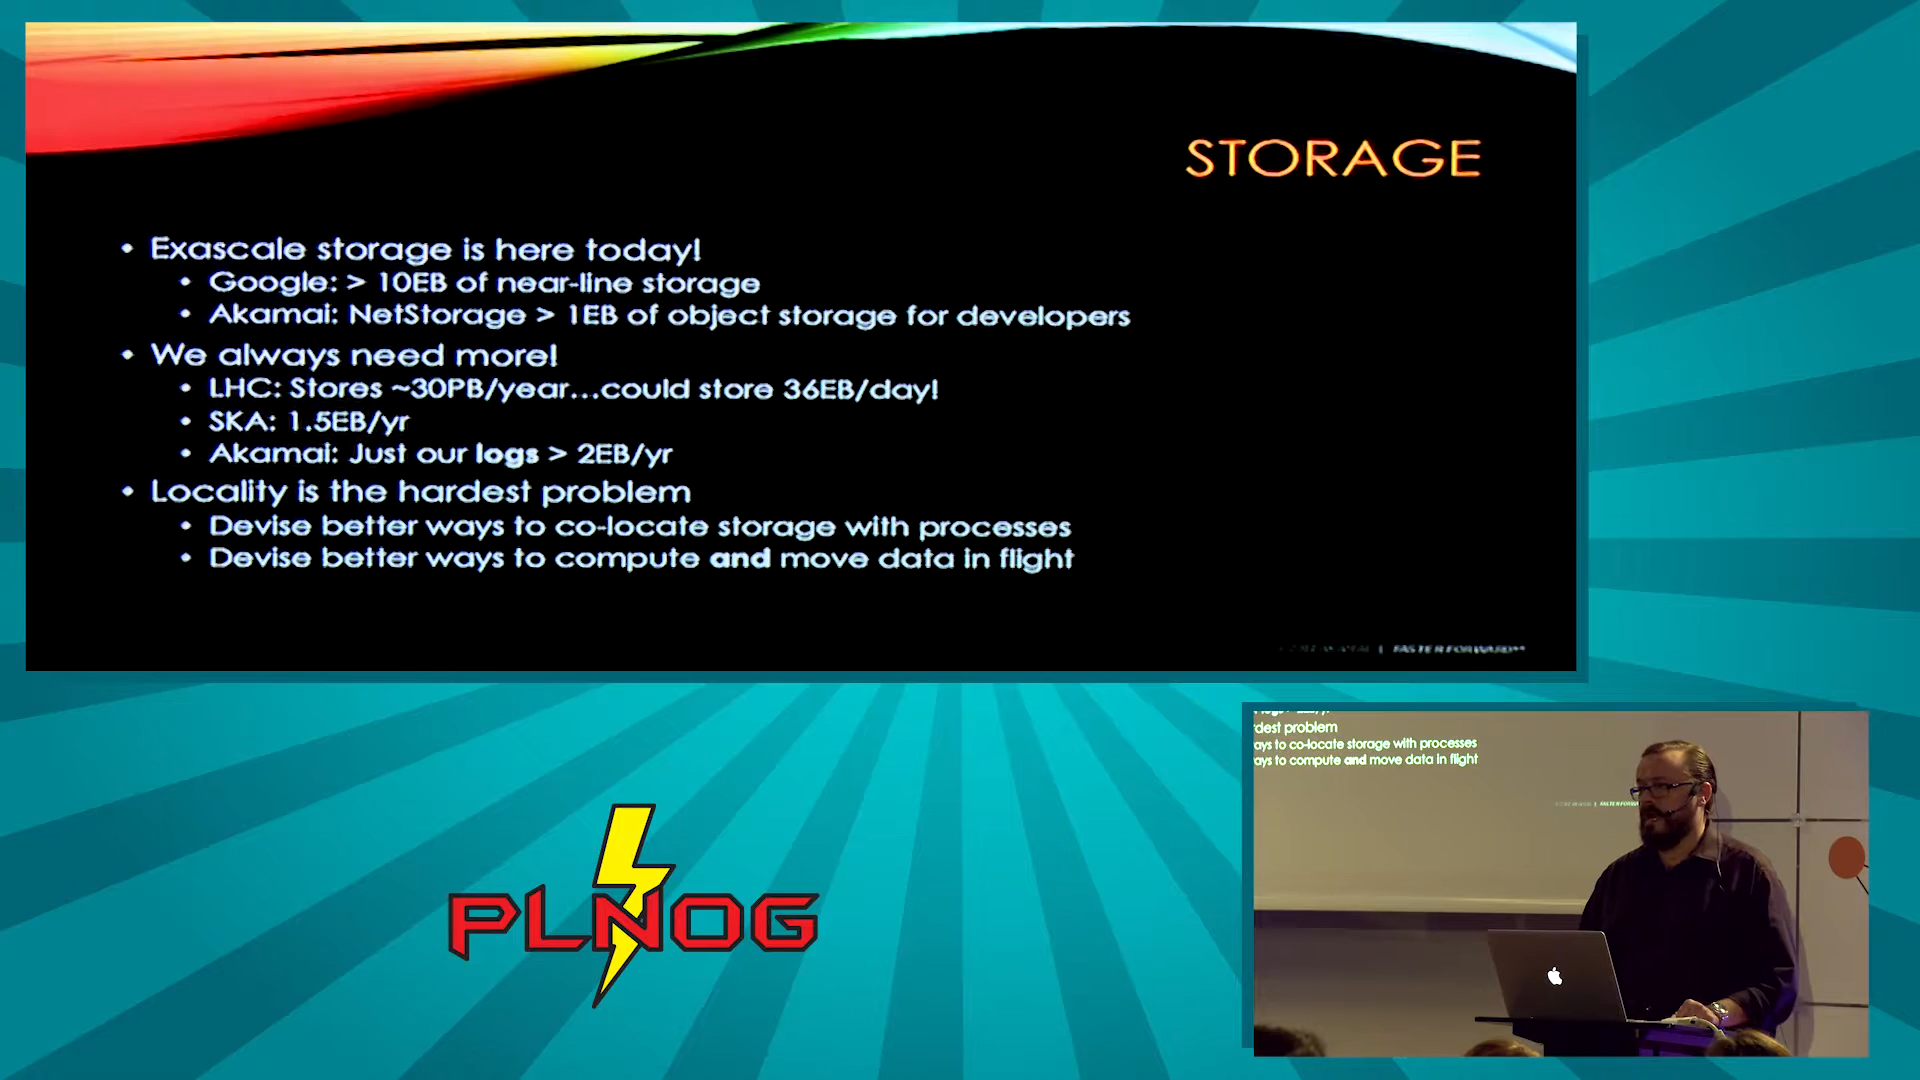 STORAGE
• Exascale storage is here today!
• Google: > 10EB of near-line storage
• Akamai: NetStorage > 1EB of object storage for developers
• We always need more!
• LHC: Stores ~30PB/year...could store 36EB/day!
• SKA: 1.5EB/yr
• Akamai: Just our logs > 2EB/yr
• Locality is the hardest problem
• Devise better ways to co-locate storage with processes
• Devise better ways to compute and move data in flight
| FASTER FORWARD
PLNOG
dest problem
ays to co-locate storage with processes
ays to compute and move data in flight